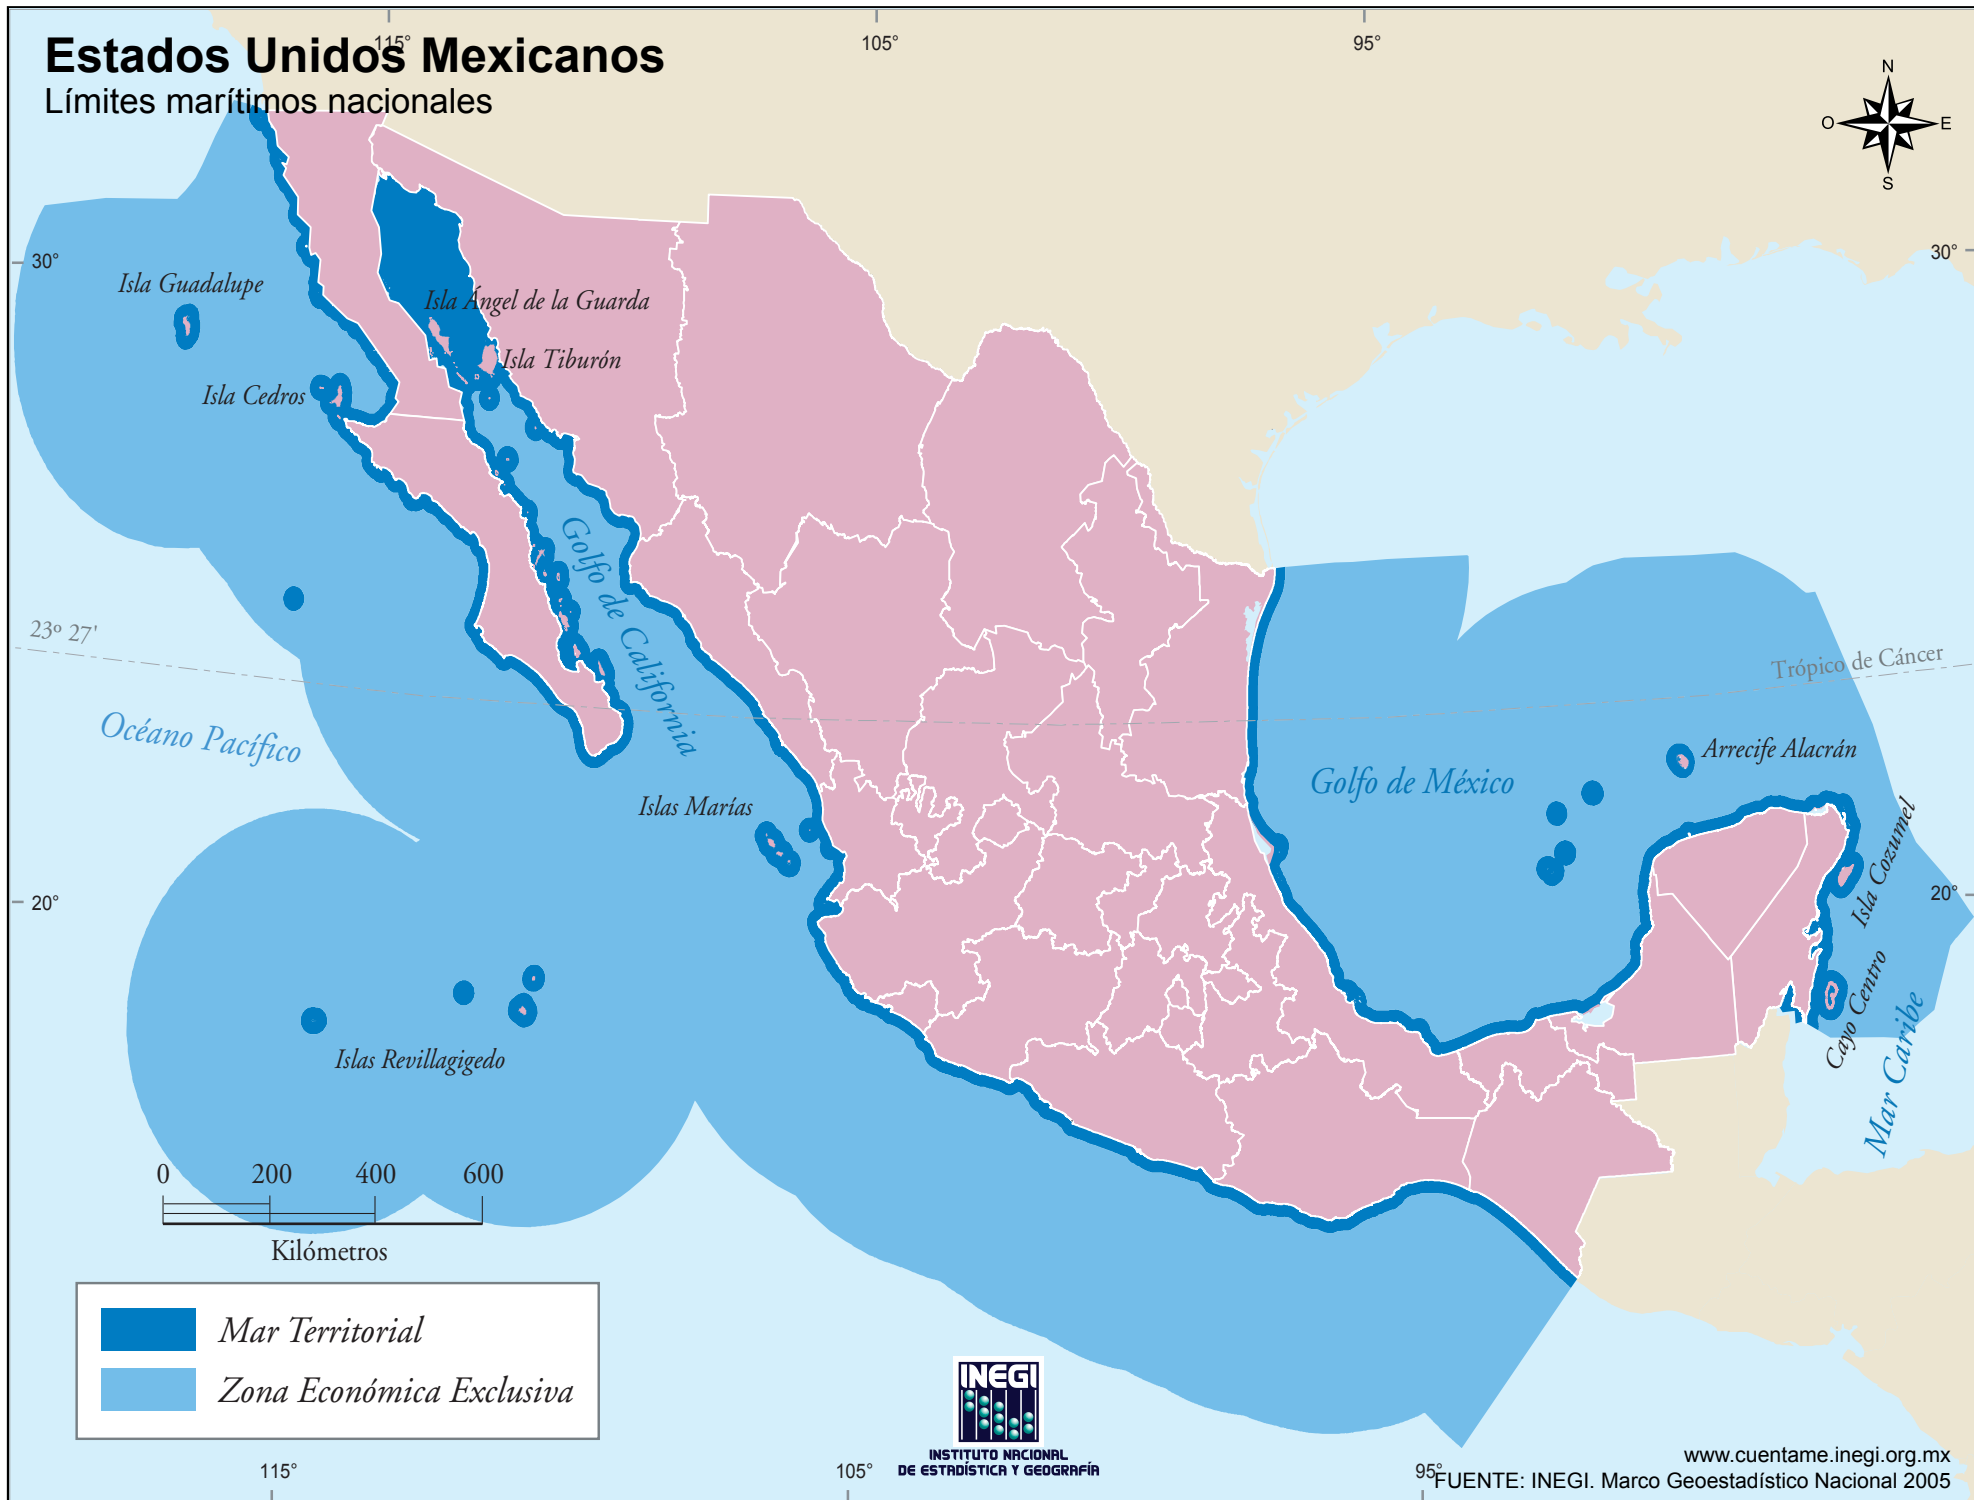 115°
105°
95°
Estados Unidos Mexicanos
Límites marítimos nacionales
N
O
E
S
30°
30°
Isla Guadalupe
Isla Ángel de la Guarda
Isla Tiburón
Isla Cedros
Golfo de California
23º 27'
Trópico de Cáncer
Océano Pacífico
Golfo de México
Arrecife Alacrán
Islas Marías
Isla Cozumel
20°
20°
Cayo Centro
Mar Caribe
Islas Revillagigedo
0 200 400 600
Kilómetros
Mar Territorial
Zona Económica Exclusiva
INEGI
INSTITUTO NACIONAL
DE ESTADÍSTICA Y GEOGRAFÍA
115°
105°
95°
www.cuentame.inegi.org.mx
FUENTE: INEGI. Marco Geoestadístico Nacional 2005